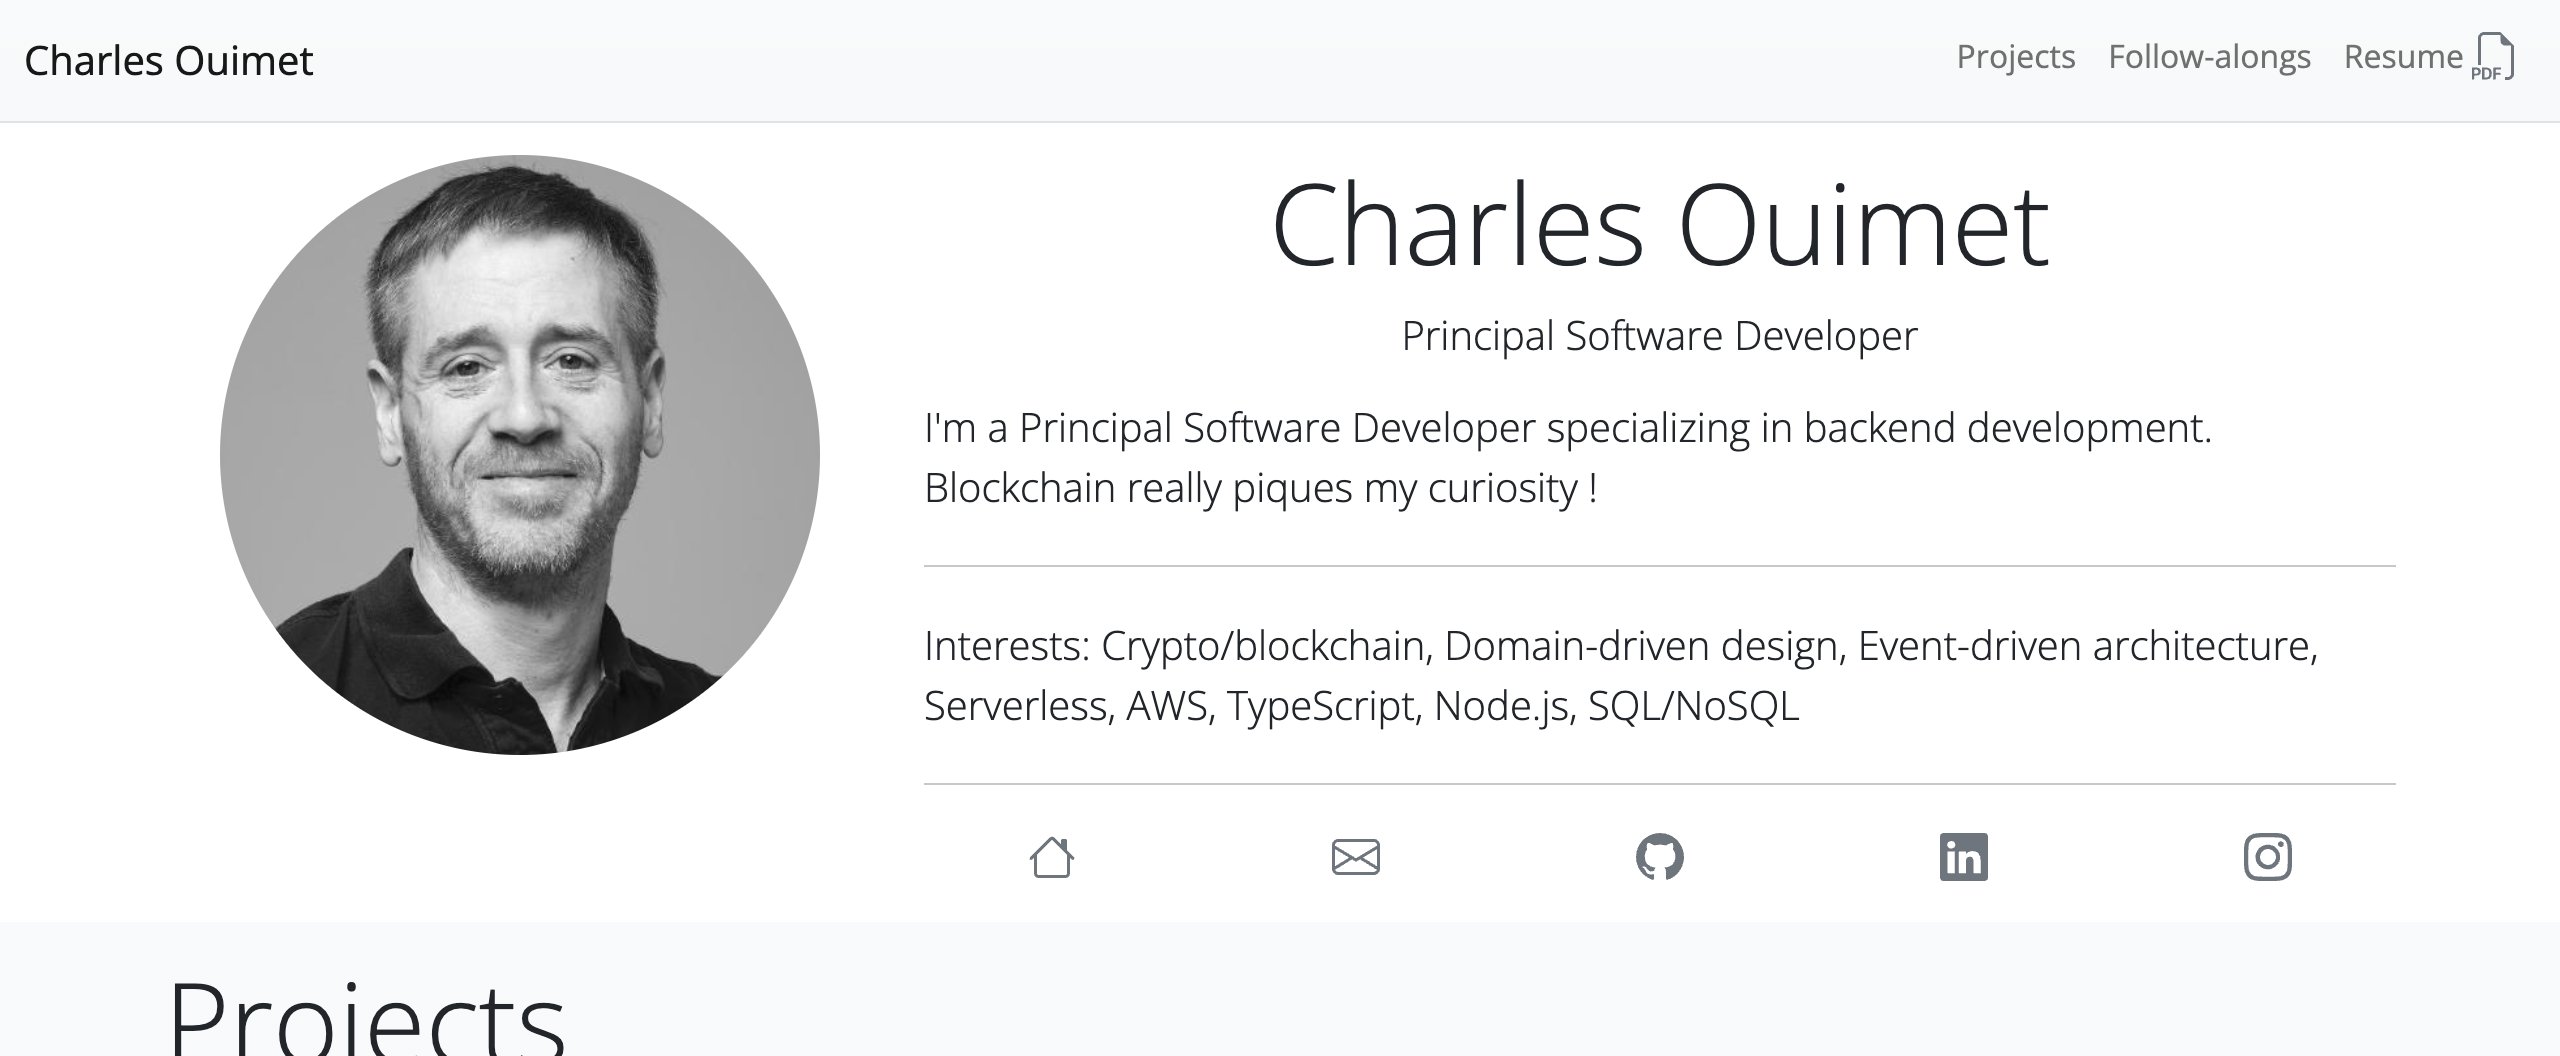 Charles Ouimet
Projects Follow-alongs Resume PDF
Charles Ouimet
Principal Software Developer
I'm a Principal Software Developer specializing in backend development.
Blockchain really piques my curiosity !
Interests: Crypto/blockchain, Domain-driven design, Event-driven architecture,
Serverless, AWS, TypeScript, Node.js, SQL/NoSQL
in
Projects